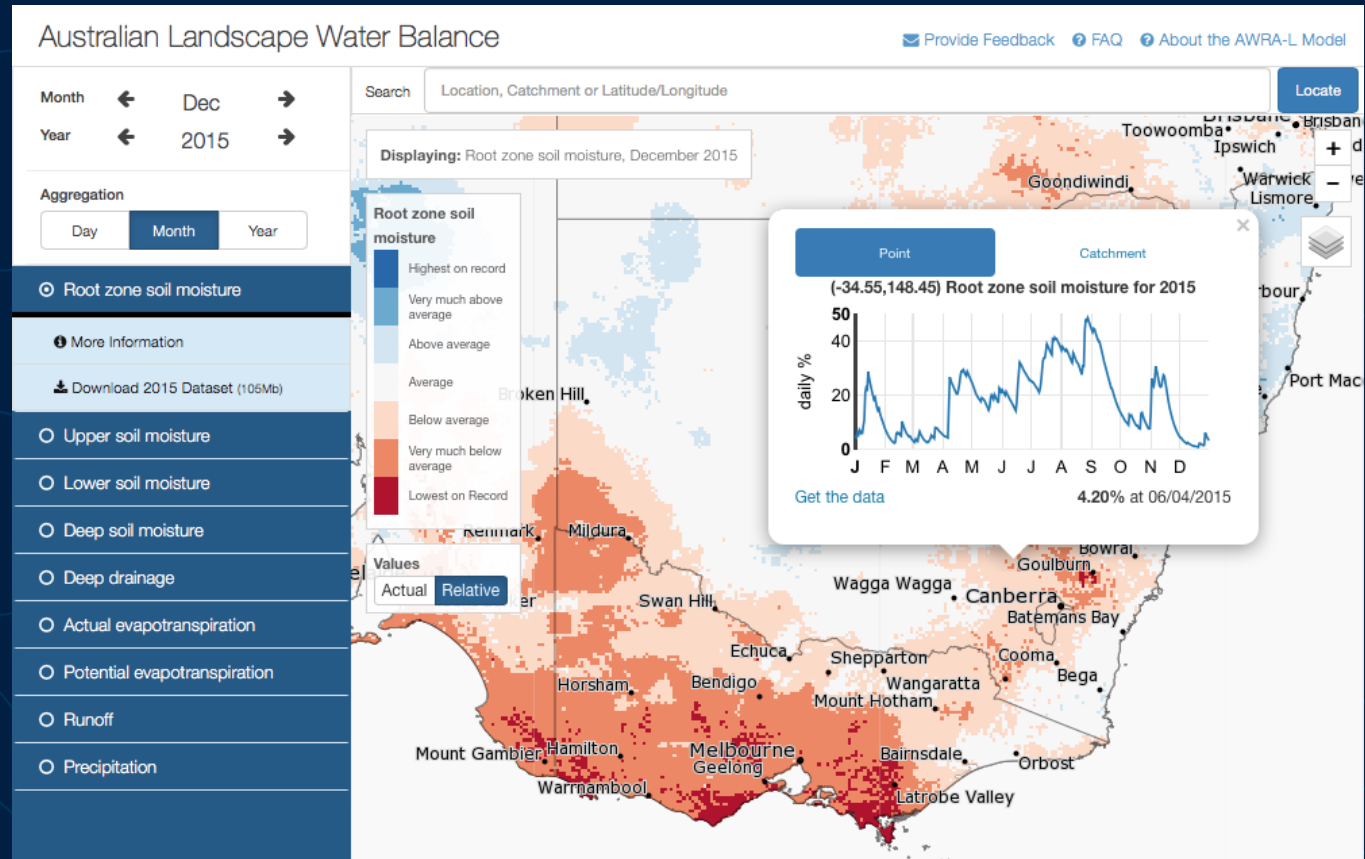 Australian Landscape Water Balance
Provide Feedback FAQ About the AWRA-L Model
Month Dec
Year 2015
Aggregation
Day Month Year
Root zone soil moisture
More Information
Download 2015 Dataset (105Mb)
Upper soil moisture
Lower soil moisture
Deep soil moisture
Deep drainage
Actual evapotranspiration
Potential evapotranspiration
Runoff
Precipitation
Search Location, Catchment or Latitude/Longitude Locate
Displaying: Root zone soil moisture, December 2015
Root zone soil
moisture
Highest on record
Very much above
average
Above average
Average
Below average
Very much below
average
Lowest on Record
Values
Actual Relative
Brisbane Brisban
Toowoomba
Ipswich
+
Goondiwindi
Warwick
−
Lismore
×
Point Catchment
(-34.55,148.45) Root zone soil moisture for 2015
50
40
20
0
daily %
J F M A M J J A S O N D
Get the data 4.20% at 06/04/2015
rbour
Port Mac
Broken Hill
Renmark Mildura
Swan Hill
Wagga Wagga
Bowral
Goulburn
Canberra
Batemans Bay
Echuca
Shepparton
Cooma
Horsham
Bendigo
Wangaratta
Bega
Mount Hotham
Mount Gambier Hamilton
Melbourne
Geelong
Bairnsdale
Orbost
Warrnambool
Latrobe Valley